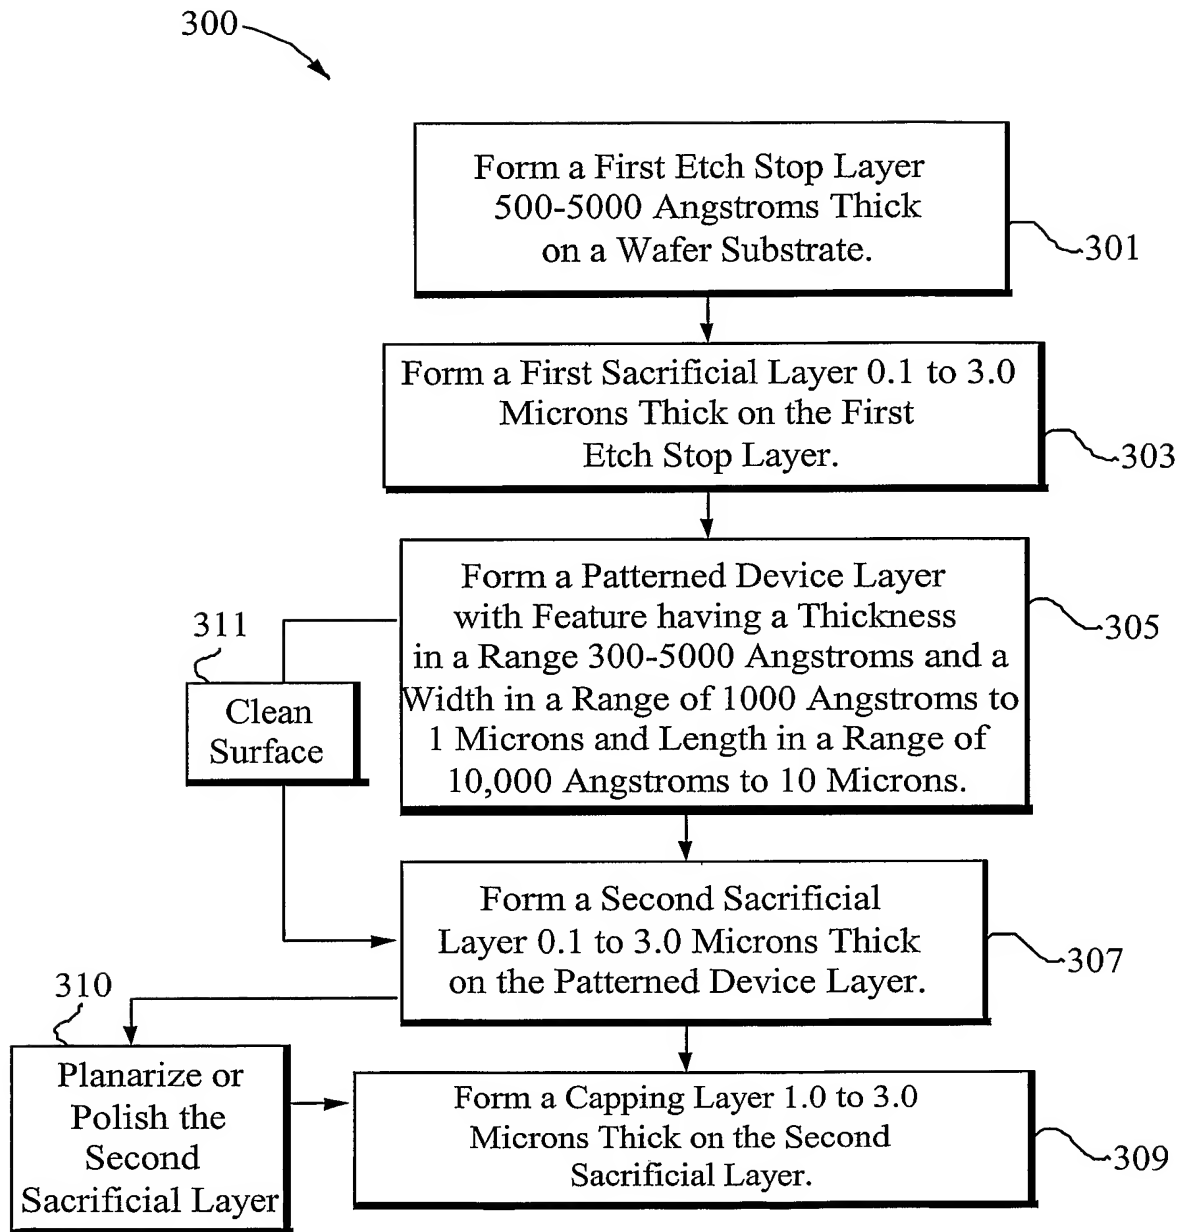 300
Form a First Etch Stop Layer
500-5000 Angstroms Thick
on a Wafer Substrate.
301
Form a First Sacrificial Layer 0.1 to 3.0
Microns Thick on the First
Etch Stop Layer.
303
Form a Patterned Device Layer
with Feature having a Thickness
in a Range 300-5000 Angstroms and a
Width in a Range of 1000 Angstroms to
1 Microns and Length in a Range of
10,000 Angstroms to 10 Microns.
305
311
Clean
Surface
Form a Second Sacrificial
Layer 0.1 to 3.0 Microns Thick
on the Patterned Device Layer.
307
310
Planarize or
Polish the
Second
Sacrificial Layer
Form a Capping Layer 1.0 to 3.0
Microns Thick on the Second
Sacrificial Layer.
309